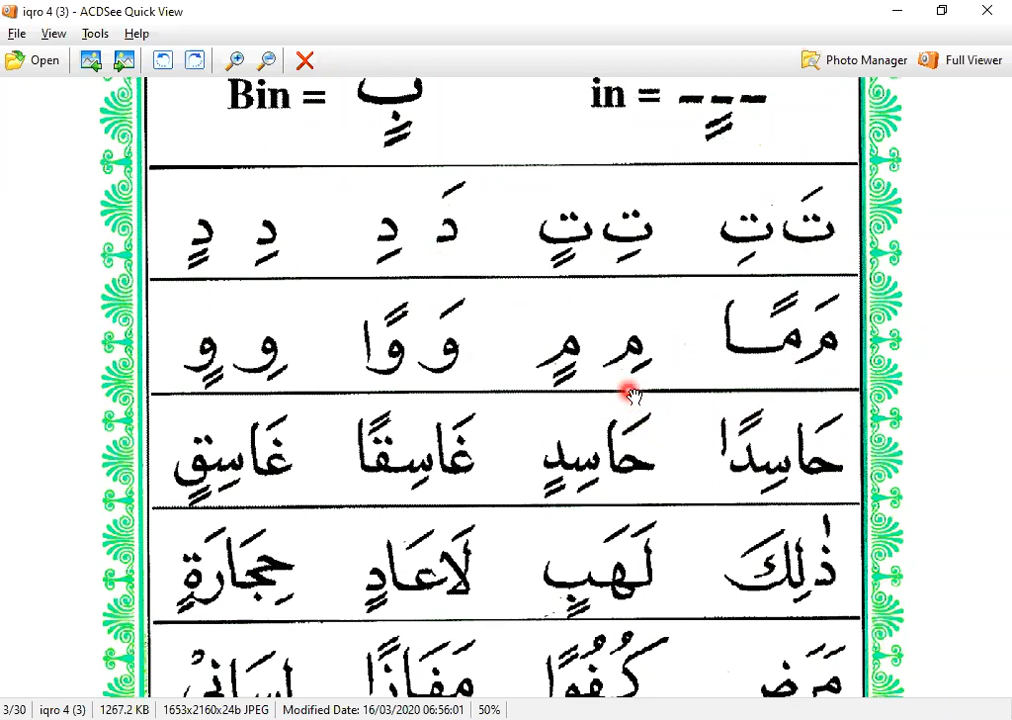 iqro 4 (3) - ACDSee Quick View
File View Tools Help
Open Photo Manager Full Viewer
Bin = بٍ in = ـٍـ
تَ تِ تِ تٍ دَ دِ دِ دٍ
مَ مًا مِ مٍ وَ وًا وِ وٍ
حَاسِدًا حَاسِدٍ غَاسِقًا غَاسِقٍ
ذٰلِكَ لَهَبٍ لَاعَادٍ حِجَارَةٍ
كُفُوًا مَفَازًا
3/30 iqro 4 (3) 1267.2 KB 1653x2160x24b JPEG Modified Date: 16/03/2020 06:56:01 50%